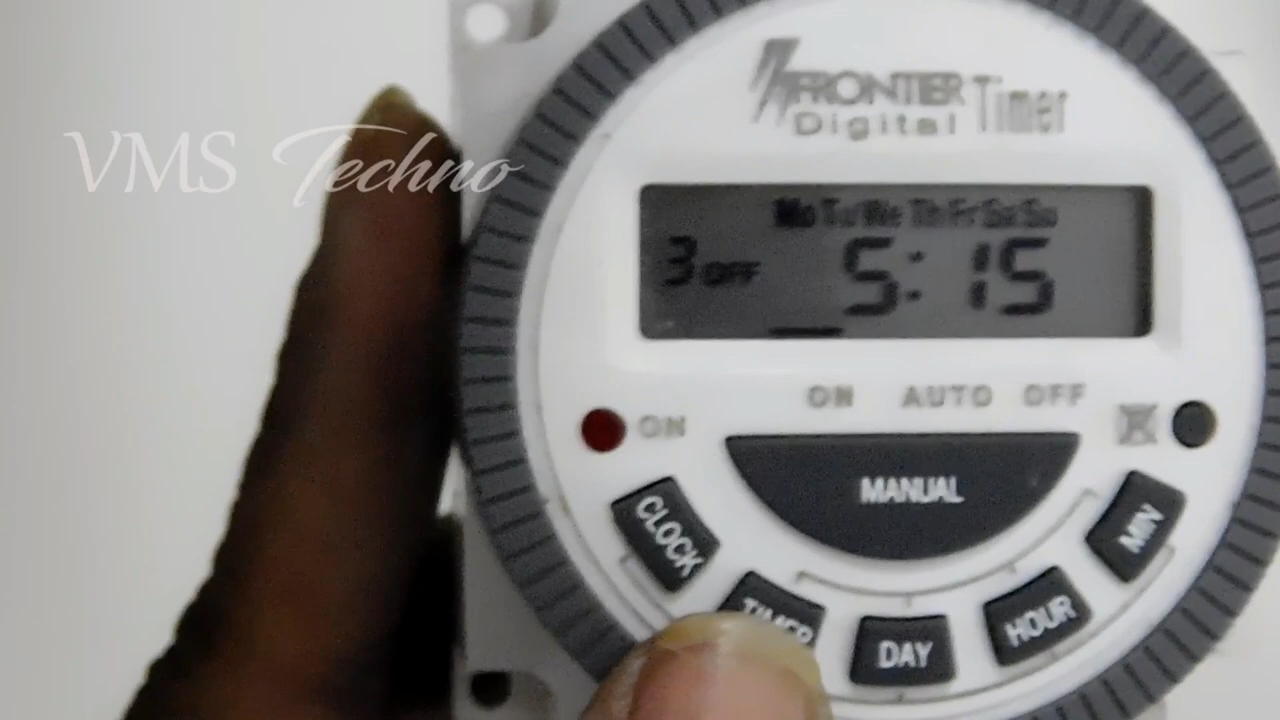 FRONTIER Timer
Digital
VMS Techno
Mo Tu We Th Fr Sa Su
3 OFF 5:15
ON AUTO OFF
ON
MANUAL
CLOCK
MIN
TIMER
HOUR
DAY